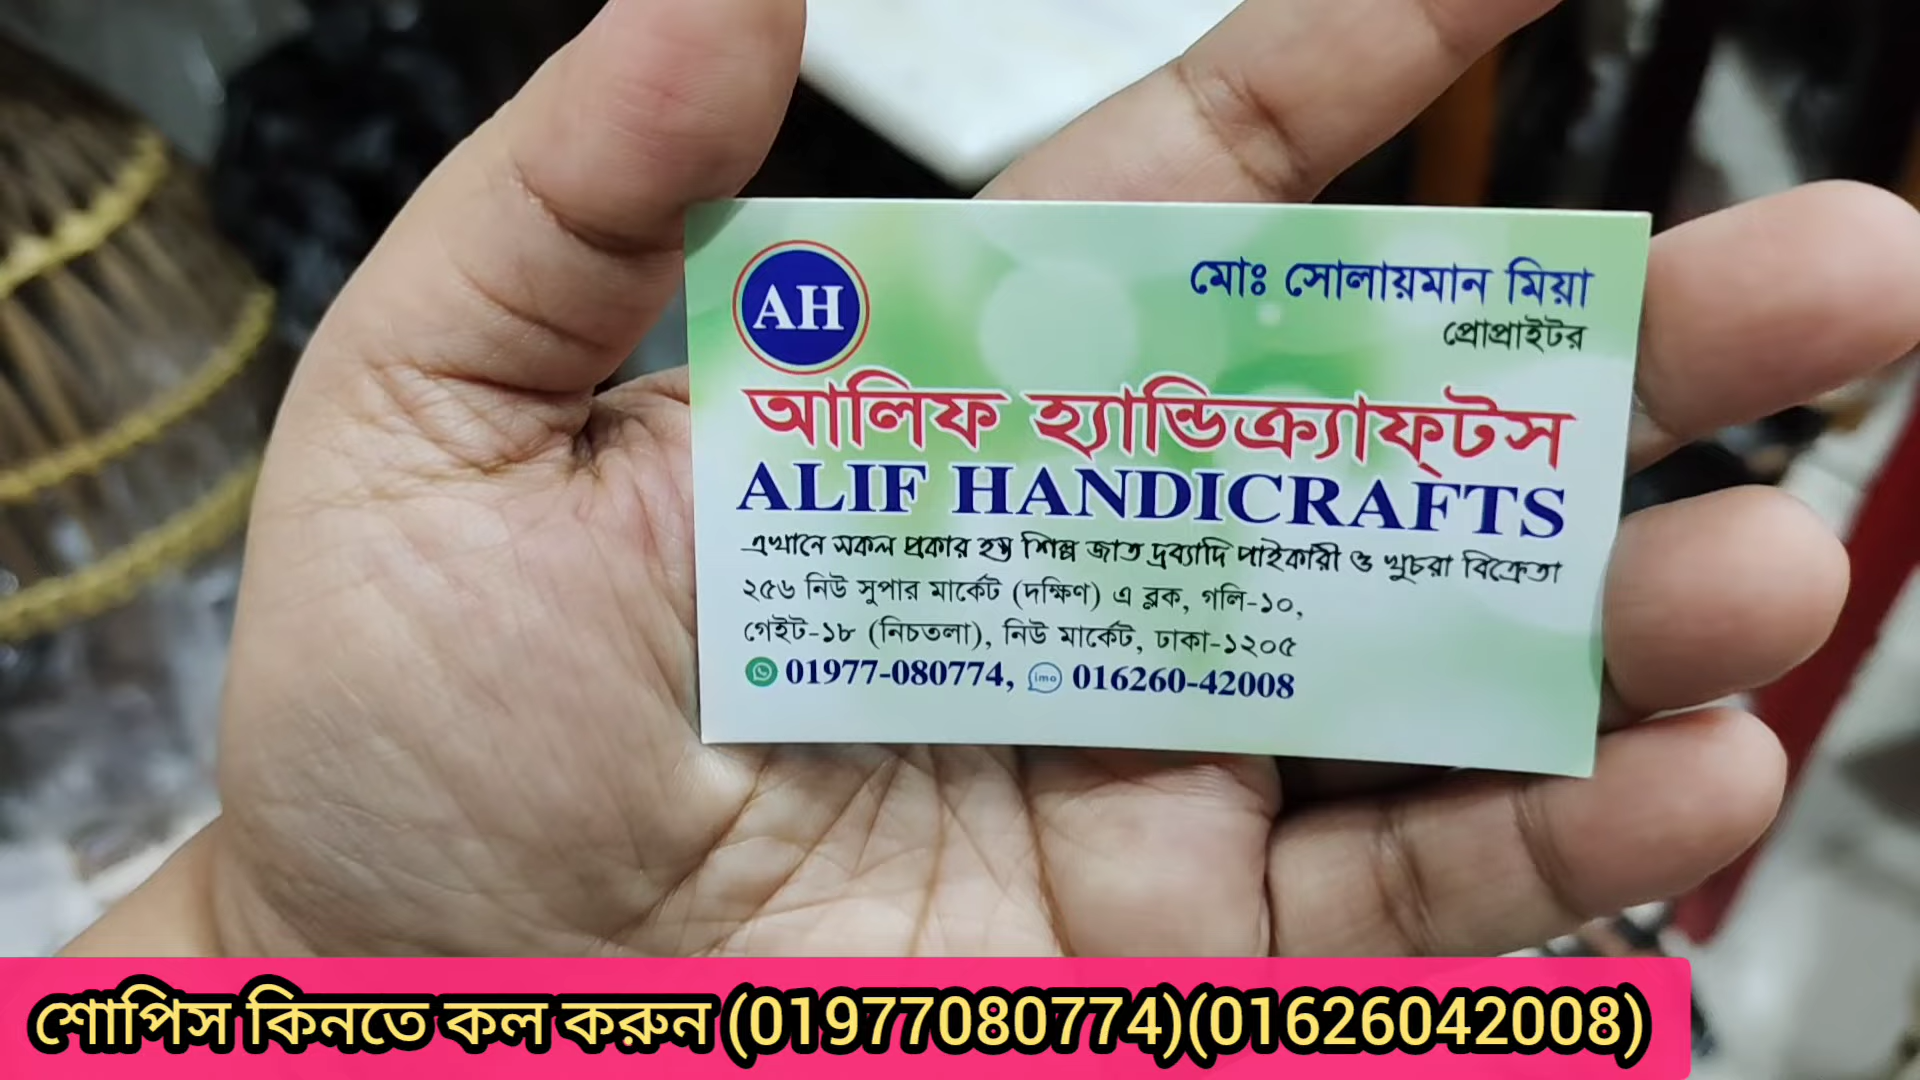 AH
মোঃ সোলায়মান মিয়া
প্রোপ্রাইটর
আলিফ হ্যান্ডিক্র্যাফ্টস
ALIF HANDICRAFTS
এখানে সকল প্রকার হস্ত শিল্প জাত দ্রব্যাদি পাইকারী ও খুচরা বিক্রেতা
২৫৬ নিউ সুপার মার্কেট (দক্ষিণ) এ ব্লক, গলি-১০,
গেইট-১৮ (নিচতলা), নিউ মার্কেট, ঢাকা-১২০৫
01977-080774, imo 016260-42008
শোপিস কিনতে কল করুন (01977080774)(01626042008)